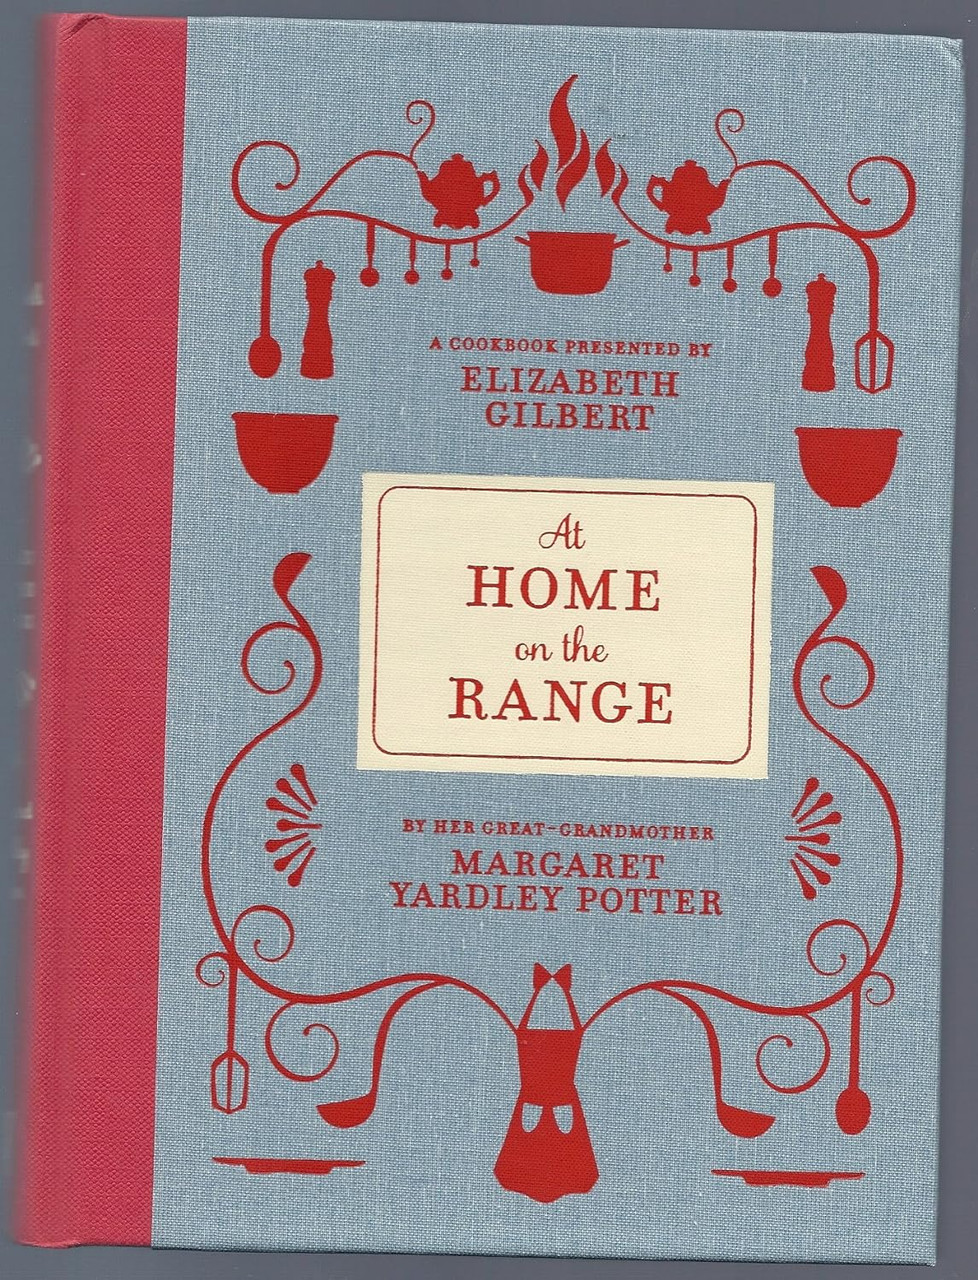 A COOKBOOK PRESENTED BY
ELIZABETH
GILBERT
At
HOME
on the
RANGE
BY HER GREAT-GRANDMOTHER
MARGARET
YARDLEY POTTER